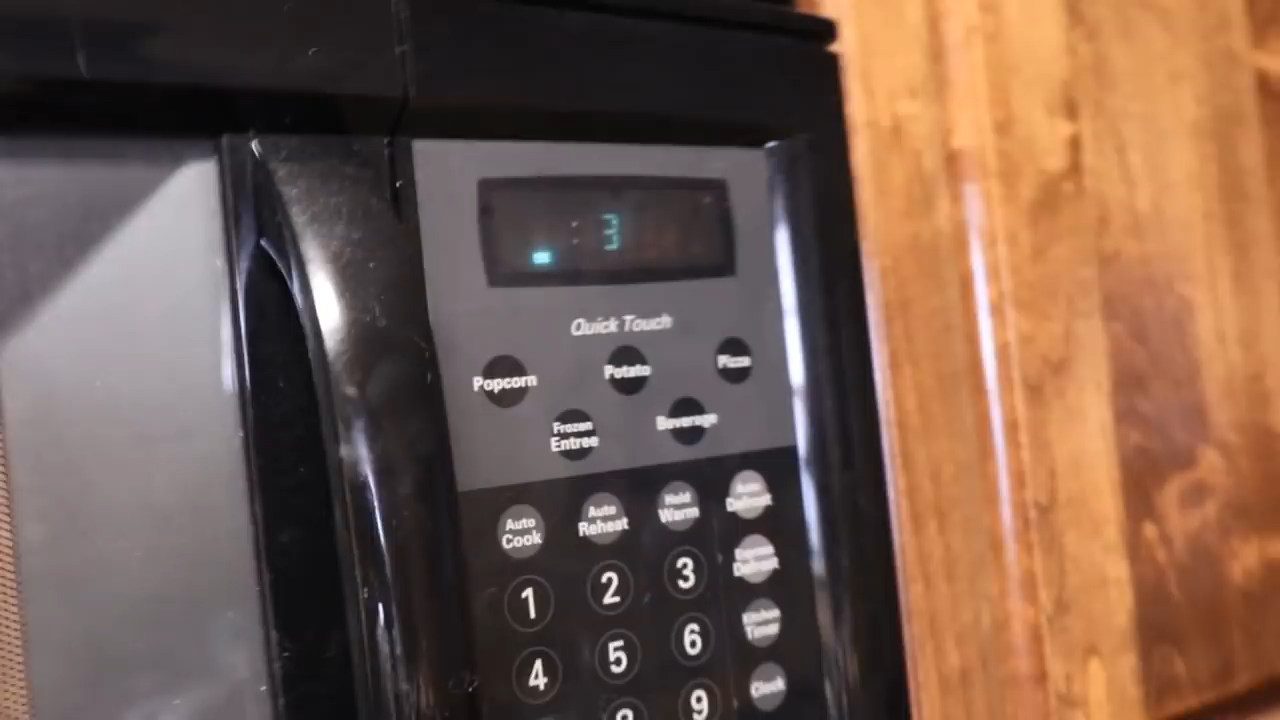 : 3
Quick Touch
Popcorn
Potato
Pizza
Frozen
Entree
Beverage
Auto
Cook
Auto
Reheat
Hold
Warm
Auto
Defrost
Express
Defrost
1
2
3
Kitchen
Timer
4
5
6
Clock
9